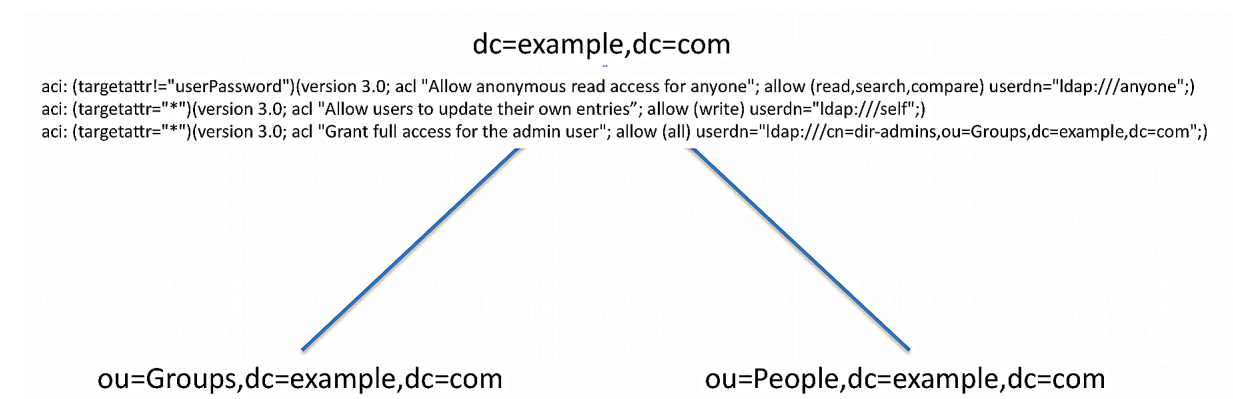 dc=example,dc=com
aci: (targetattr!="userPassword")(version 3.0; acl "Allow anonymous read access for anyone"; allow (read,search,compare) userdn="ldap:///anyone";)
aci: (targetattr="*")(version 3.0; acl "Allow users to update their own entries”; allow (write) userdn="ldap:///self";)
aci: (targetattr="*")(version 3.0; acl "Grant full access for the admin user"; allow (all) userdn="ldap:///cn=dir-admins,ou=Groups,dc=example,dc=com";)
ou=Groups,dc=example,dc=com
ou=People,dc=example,dc=com